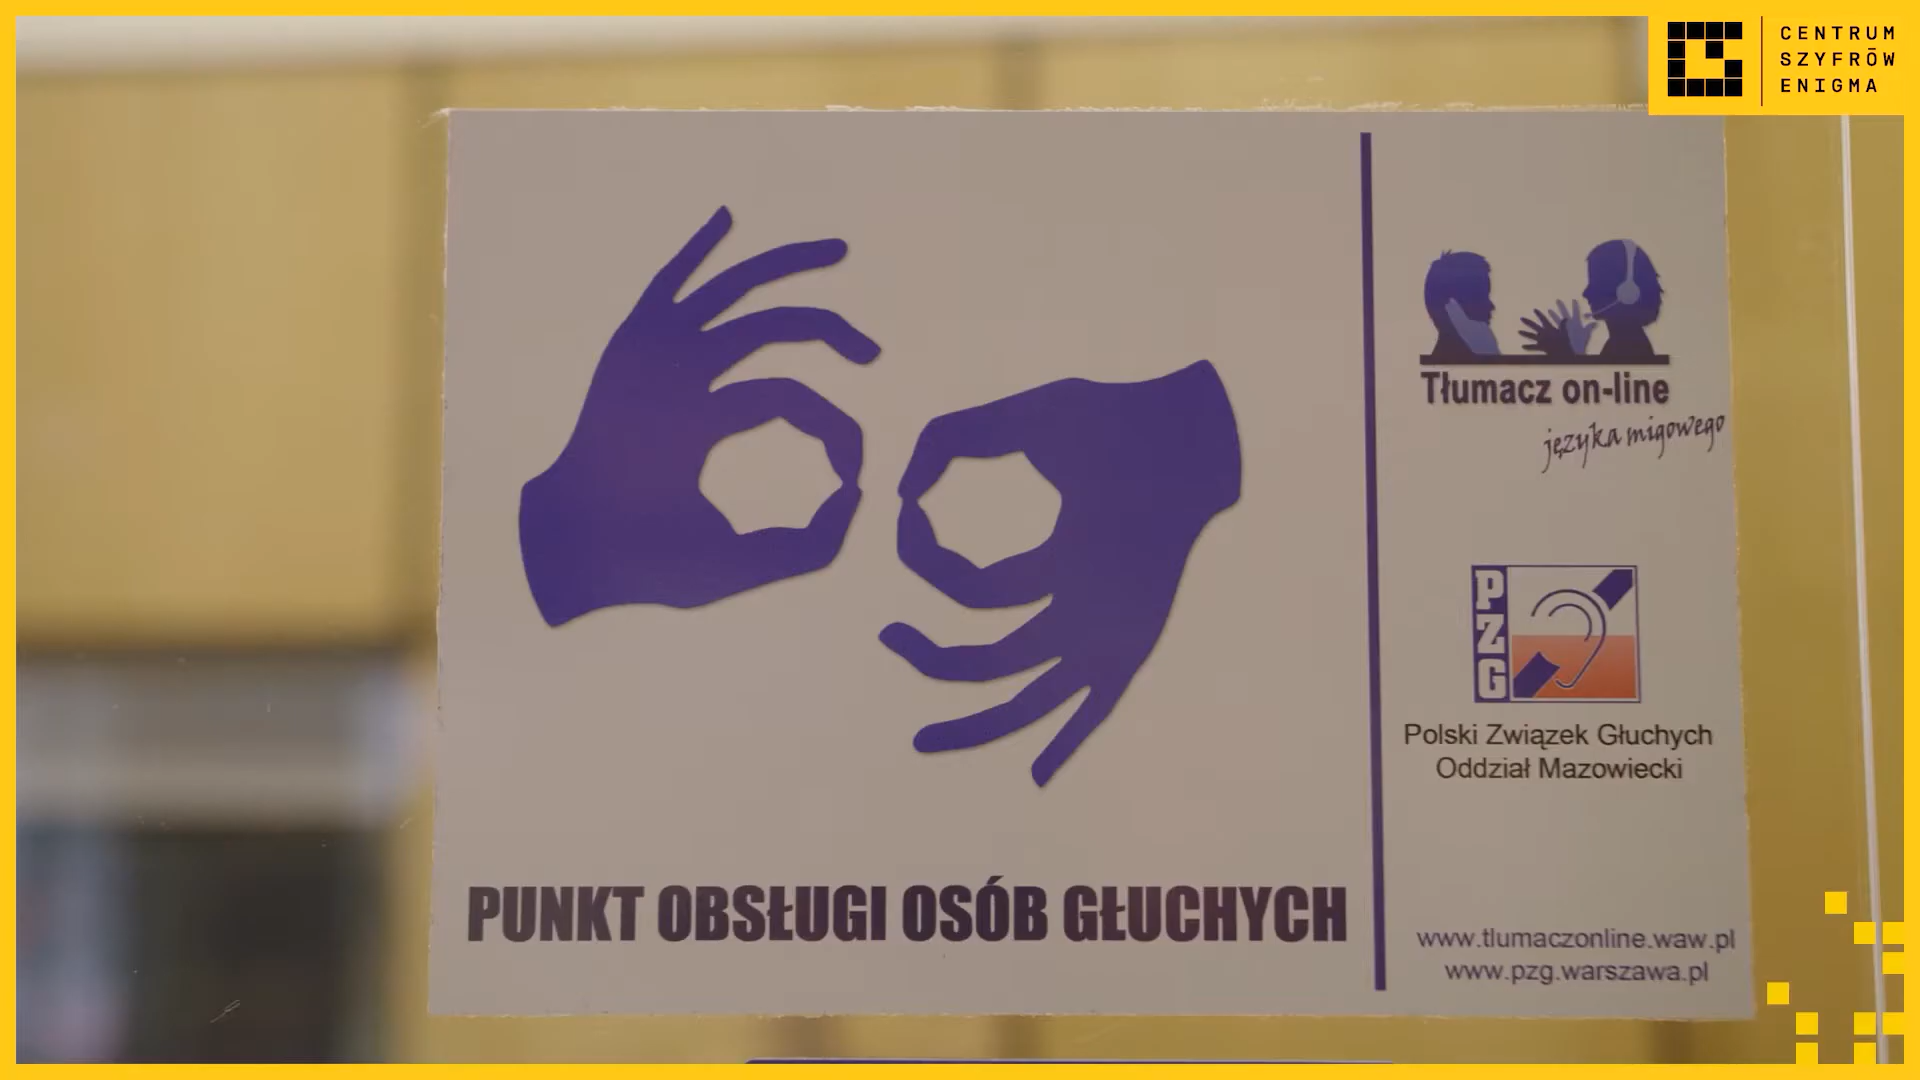 CENTRUM
SZYFRŌW
ENIGMA
PUNKT OBSŁUGI OSÓB GŁUCHYCH
Tłumacz on-line
języka migowego
PZG
Polski Związek Głuchych
Oddział Mazowiecki
www.tlumaczonline.waw.pl
www.pzg.warszawa.pl